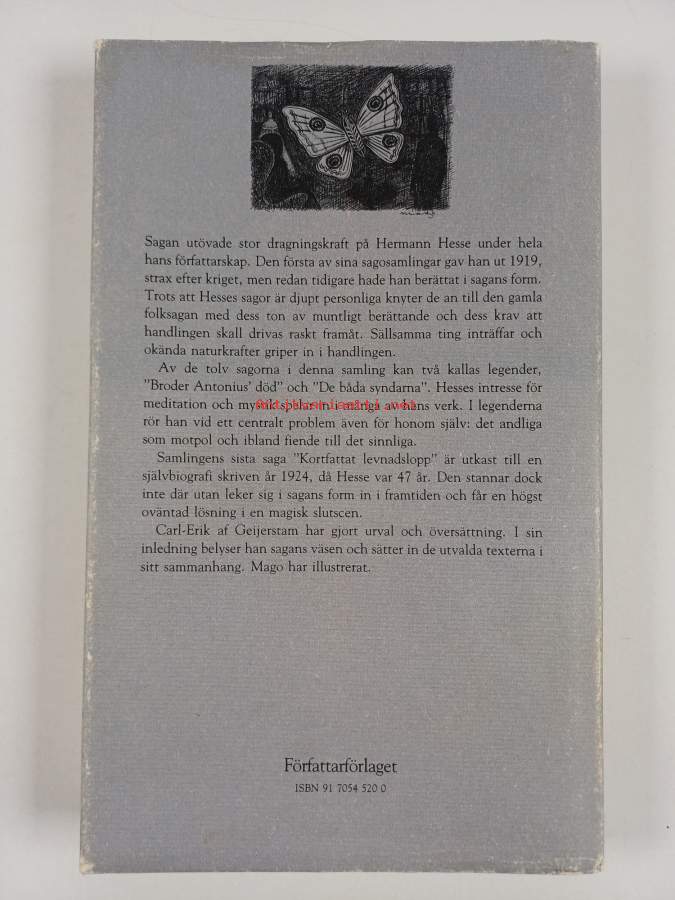 Sagan utövade stor dragningskraft på Hermann Hesse under hela
hans författarskap. Den första av sina sagosamlingar gav han ut 1919,
strax efter kriget, men redan tidigare hade han berättat i sagans form.
Trots att Hesses sagor är djupt personliga knyter de an till den gamla
folksagan med dess ton av muntligt berättande och dess krav att
handlingen skall drivas raskt framåt. Sällsamma ting inträffar och
okända naturkrafter griper in i handlingen.
Av de tolv sagorna i denna samling kan två kallas legender,
"Broder Antonius' död" och "De båda syndarna". Hesses intresse för
meditation och mystik spelar in i många av hans verk. I legenderna
rör han vid ett centralt problem även för honom själv: det andliga
som motpol och ibland fiende till det sinnliga.
Samlingens sista saga "Kortfattat levnadslopp" är utkast till en
självbiografi skriven år 1924, då Hesse var 47 år. Den stannar dock
inte där utan leker sig i sagans form in i framtiden och får en högst
oväntad lösning i en magisk slutscen.
Carl-Erik af Geijerstam har gjort urval och översättning. I sin
inledning belyser han sagans väsen och sätter in de utvalda texterna i
sitt sammanhang. Mago har illustrerat.
Författarförlaget
ISBN 91 7054 520 0